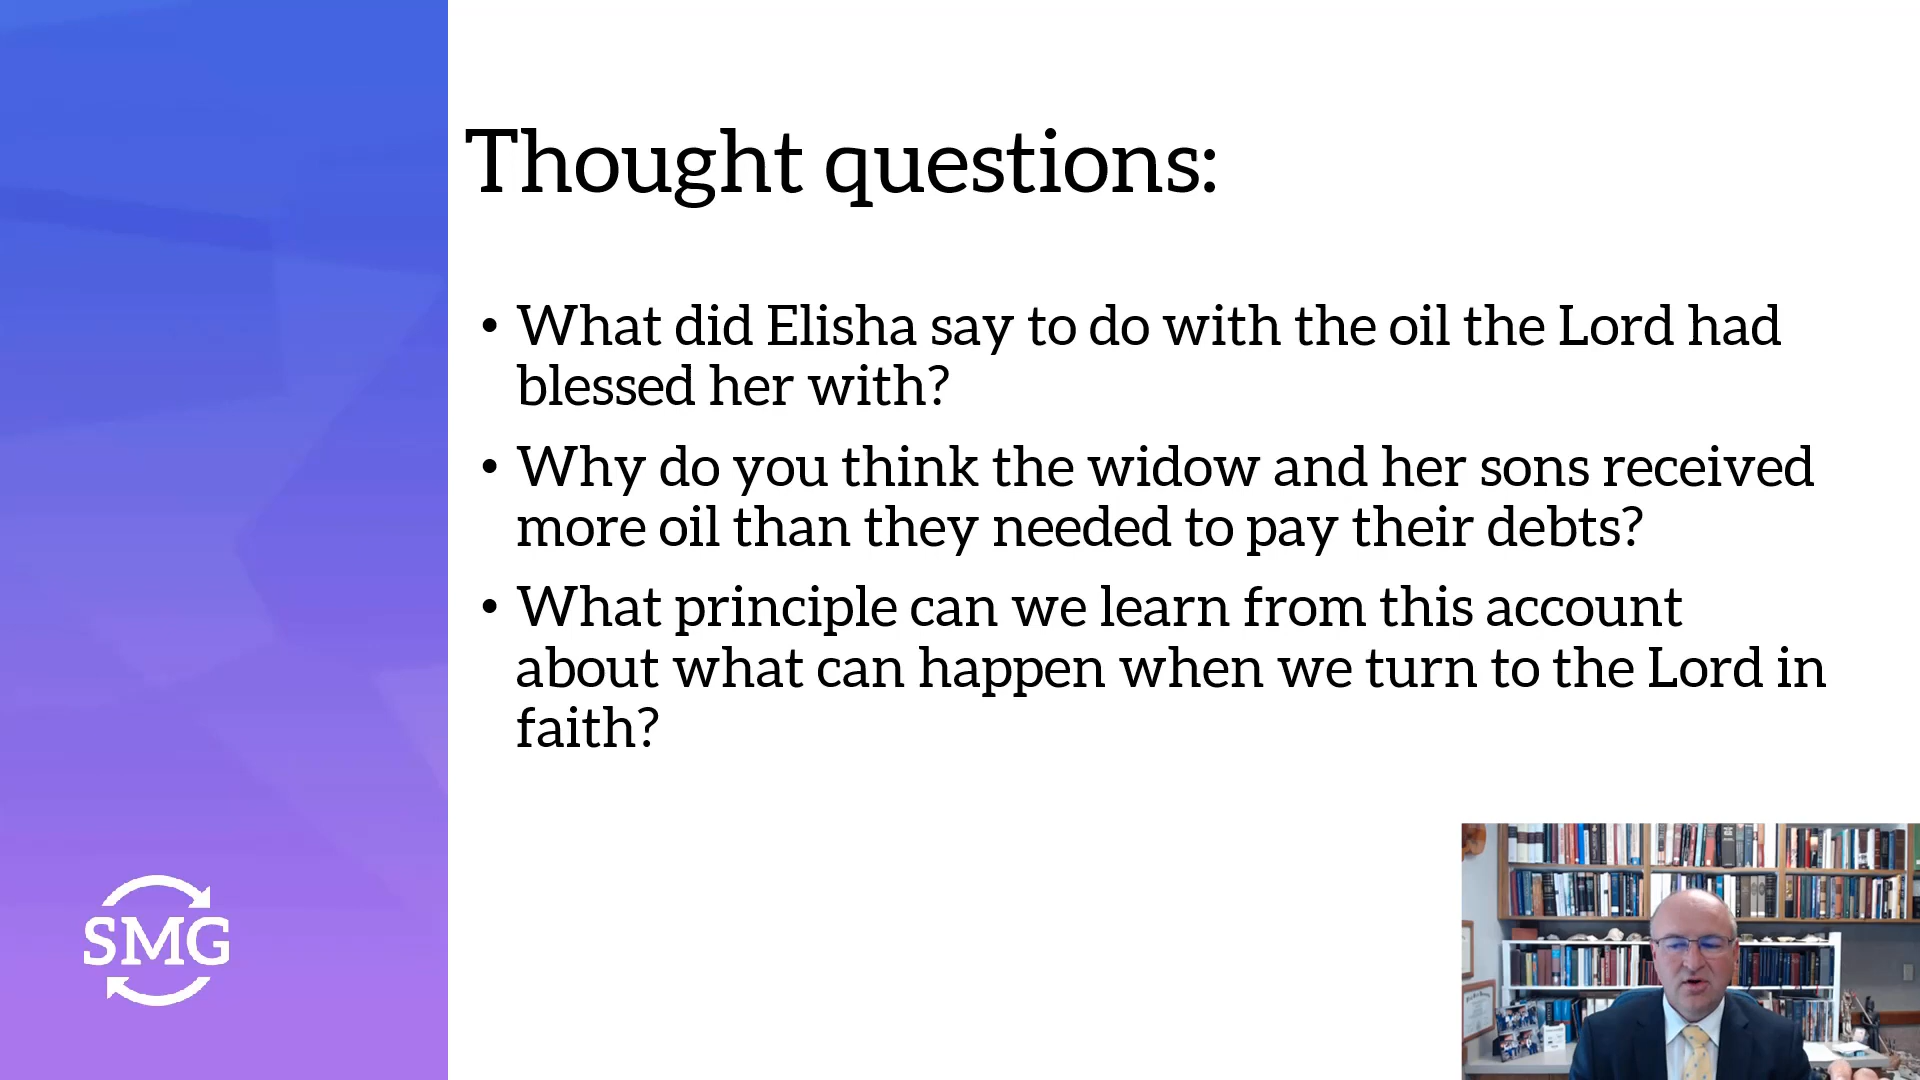 Thought questions:
• What did Elisha say to do with the oil the Lord had
blessed her with?
• Why do you think the widow and her sons received
more oil than they needed to pay their debts?
• What principle can we learn from this account
about what can happen when we turn to the Lord in
faith?
SMG